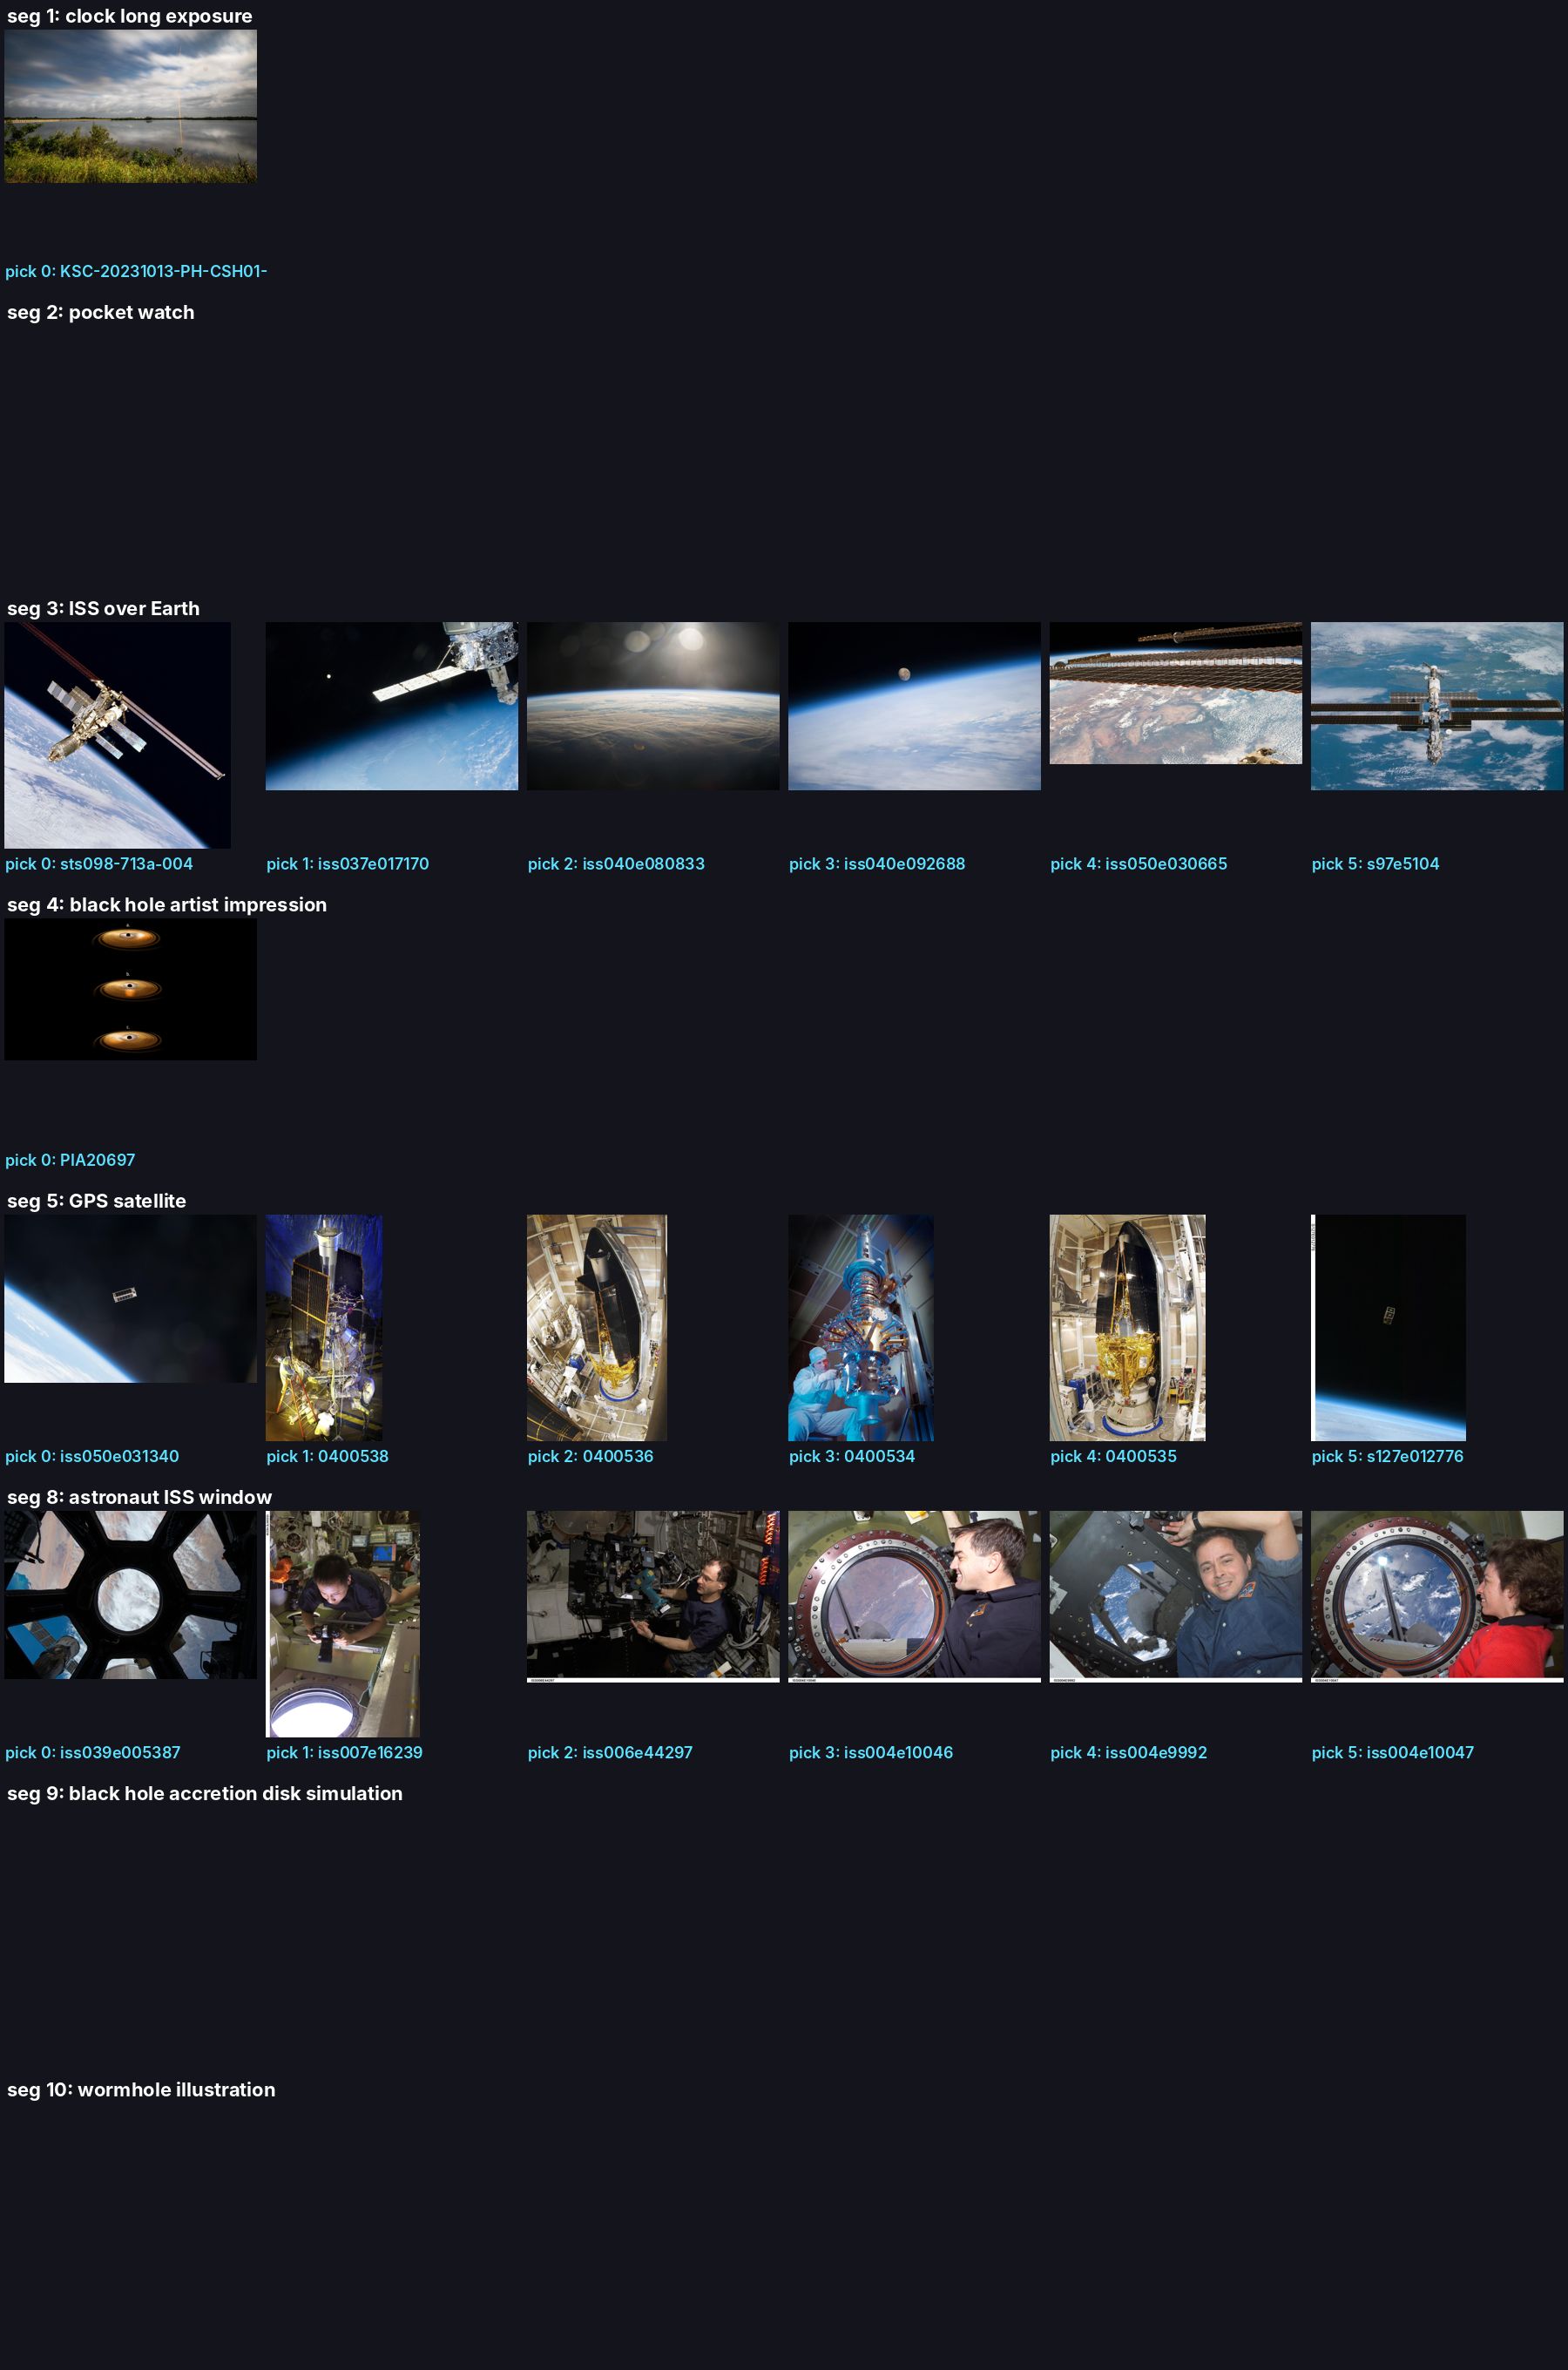 seg 1: clock long exposure
pick 0: KSC-20231013-PH-CSH01-
seg 2: pocket watch
seg 3: ISS over Earth
pick 0: sts098-713a-004
pick 1: iss037e017170
pick 2: iss040e080833
pick 3: iss040e092688
pick 4: iss050e030665
pick 5: s97e5104
seg 4: black hole artist impression
pick 0: PIA20697
seg 5: GPS satellite
pick 0: iss050e031340
pick 1: 0400538
pick 2: 0400536
pick 3: 0400534
pick 4: 0400535
pick 5: s127e012776
seg 8: astronaut ISS window
pick 0: iss039e005387
pick 1: iss007e16239
pick 2: iss006e44297
pick 3: iss004e10046
pick 4: iss004e9992
pick 5: iss004e10047
seg 9: black hole accretion disk simulation
seg 10: wormhole illustration